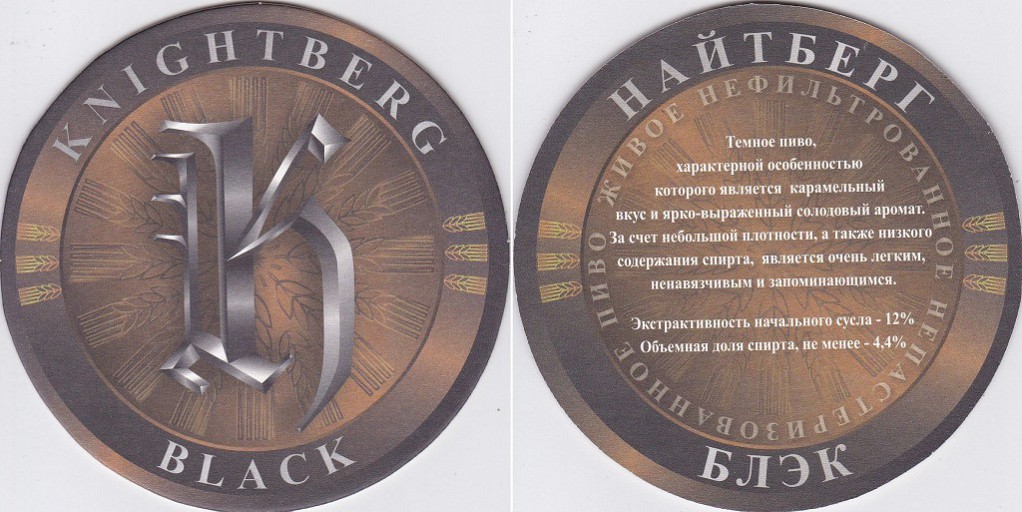 KNIGHTBERG
K
BLACK
НАЙТБЕРГ
ЖИВОЕ НЕФИЛЬТРОВАННОЕ НЕПАСТЕРИЗОВАННОЕ ПИВО
Темное пиво,
характерной особенностью
которого является карамельный
вкус и ярко-выраженный солодовый аромат.
За счет небольшой плотности, а также низкого
содержания спирта, является очень легким,
ненавязчивым и запоминающимся.
Экстрактивность начального сусла - 12%
Объемная доля спирта, не менее - 4,4%
БЛЭК